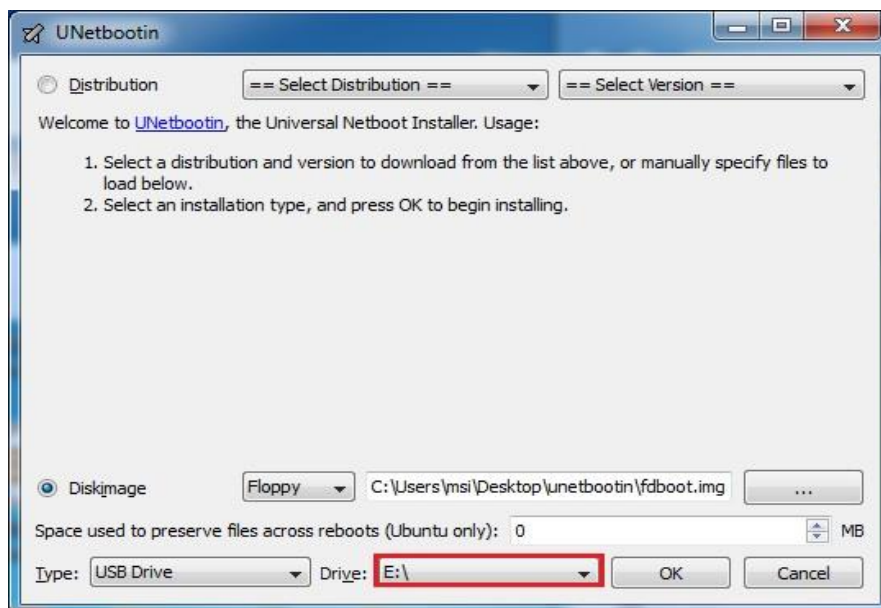 UNetbootin
Distribution == Select Distribution == == Select Version ==
Welcome to UNetbootin, the Universal Netboot Installer. Usage:
1. Select a distribution and version to download from the list above, or manually specify files to
load below.
2. Select an installation type, and press OK to begin installing.
Diskimage Floppy C:\Users\msi\Desktop\unetbootin\fdboot.img ...
Space used to preserve files across reboots (Ubuntu only): 0 MB
Type: USB Drive Drive: E:\ OK Cancel